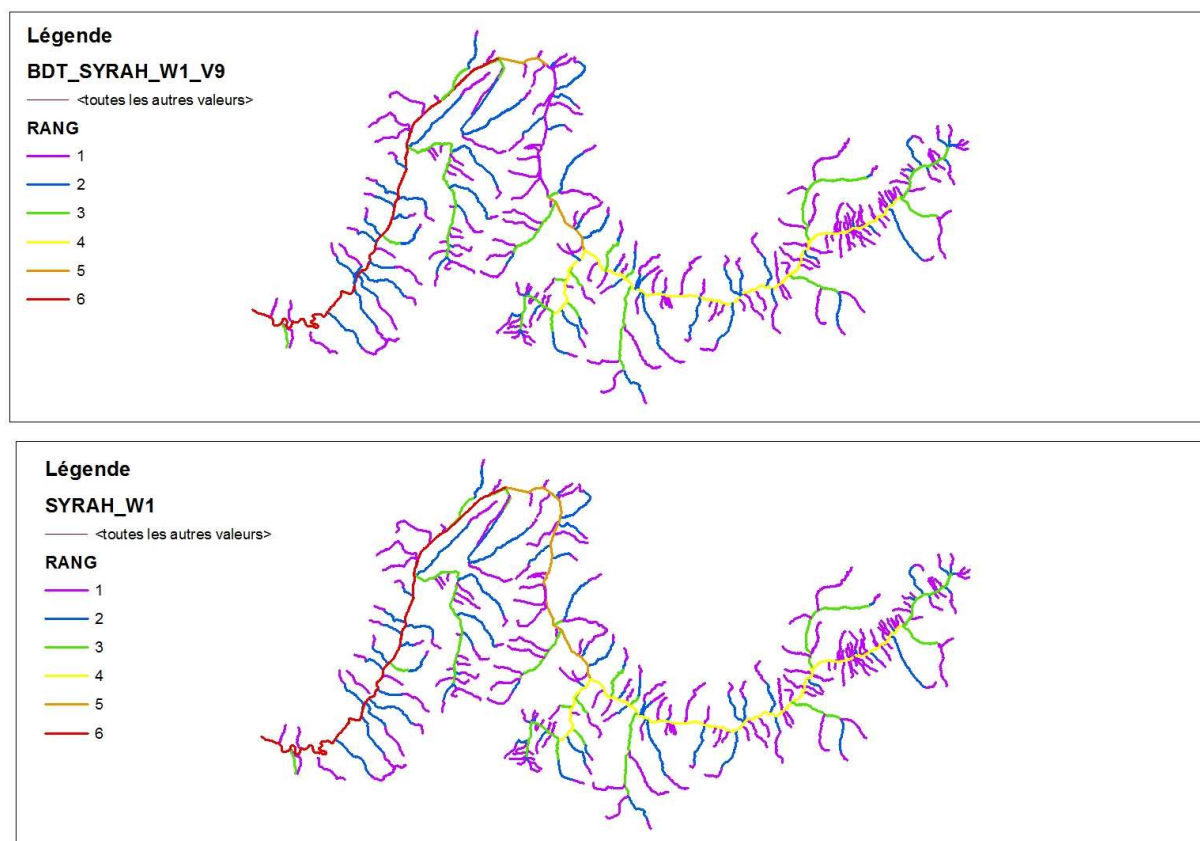 Légende
BDT_SYRAH_W1_V9
<toutes les autres valeurs>
RANG
1
2
3
4
5
6
Légende
SYRAH_W1
<toutes les autres valeurs>
RANG
1
2
3
4
5
6